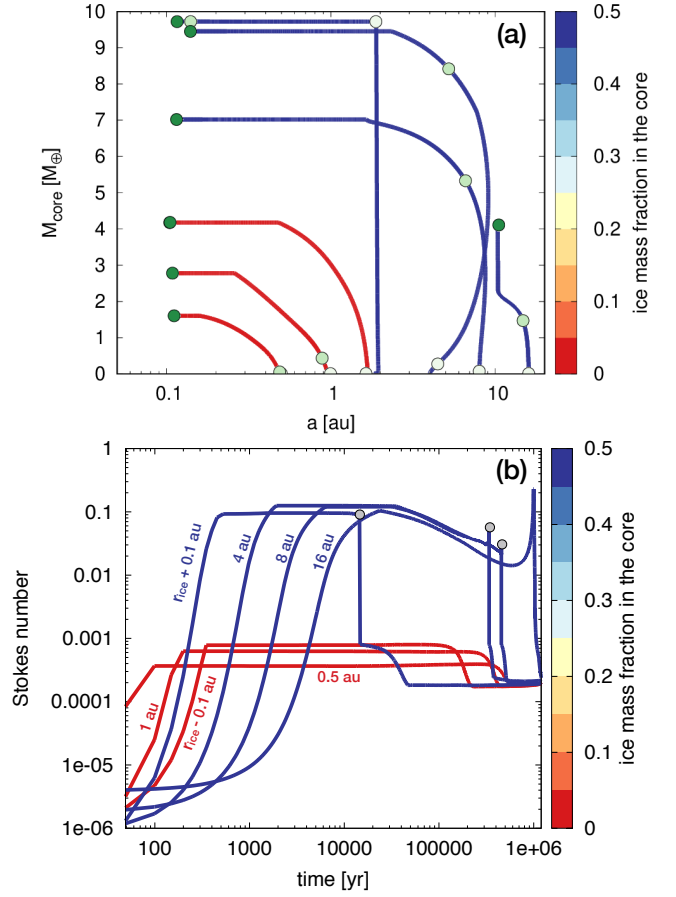 (a)
10
9
8
7
6
5
4
3
2
1
0
M_core [M_⊕]
0.1
1
10
a [au]
0.5
0.4
0.3
0.2
0.1
0
ice mass fraction in the core
(b)
1
0.1
0.01
0.001
0.0001
1e-05
1e-06
Stokes number
r_ice + 0.1 au
4 au
8 au
16 au
1 au
r_ice - 0.1 au
0.5 au
100
1000
10000
100000
1e+06
time [yr]
0.5
0.4
0.3
0.2
0.1
0
ice mass fraction in the core